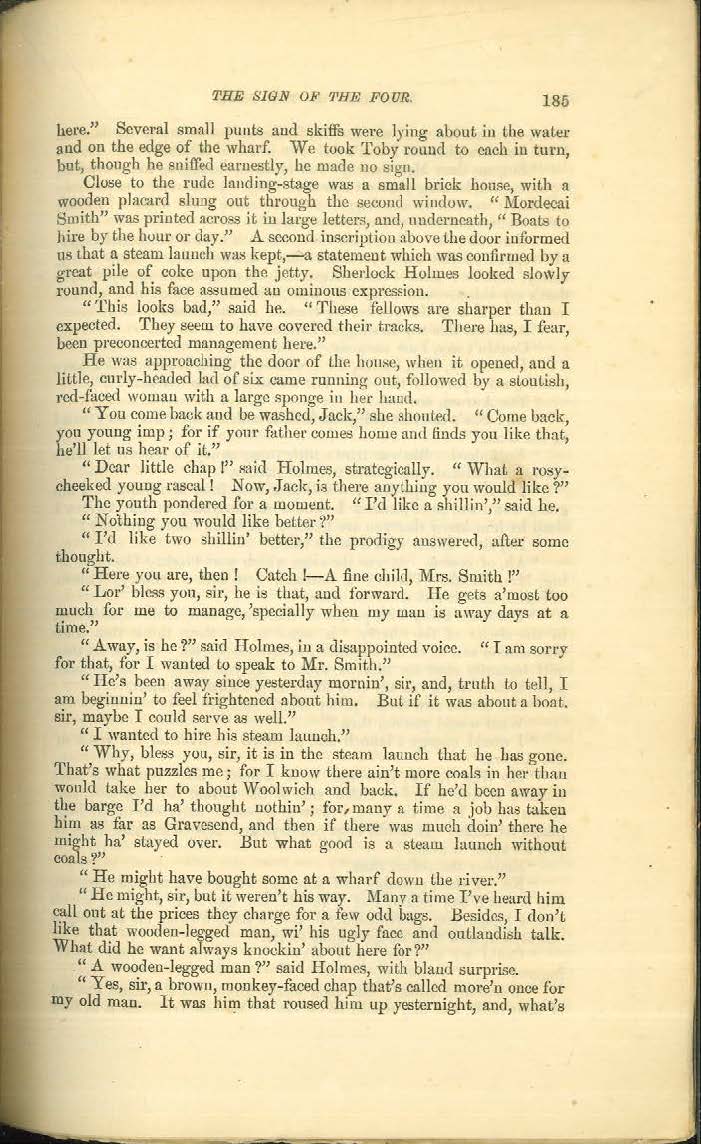 THE SIGN OF THE FOUR. 185
here.” Several small punts and skiffs were lying about in the water
and on the edge of the wharf. We took Toby round to each in turn,
but, though he sniffed earnestly, he made no sign.
Close to the rude landing-stage was a small brick house, with a
wooden placard slung out through the second window. “ Mordecai
Smith” was printed across it in large letters, and, underneath, “ Boats to
hire by the hour or day.” A second inscription above the door informed
us that a steam launch was kept,—a statement which was confirmed by a
great pile of coke upon the jetty. Sherlock Holmes looked slowly
round, and his face assumed an ominous expression.
“ This looks bad,” said he. “ These fellows are sharper than I
expected. They seem to have covered their tracks. There has, I fear,
been preconcerted management here.”
He was approaching the door of the house, when it opened, and a
little, curly-headed lad of six came running out, followed by a stoutish,
red-faced woman with a large sponge in her hand.
“ You come back and be washed, Jack,” she shouted. “ Come back,
you young imp ; for if your father comes home and finds you like that,
he’ll let us hear of it.”
“ Dear little chap !” said Holmes, strategically. “ What a rosy-
cheeked young rascal ! Now, Jack, is there anything you would like ?”
The youth pondered for a moment. “ I’d like a shillin’,” said he.
“ Nothing you would like better ?”
“ I’d like two shillin’ better,” the prodigy answered, after some
thought.
“ Here you are, then ! Catch !—A fine child, Mrs. Smith !”
“ Lor’ bless you, sir, he is that, and forward. He gets a’most too
much for me to manage, ’specially when my man is away days at a
time.”
“ Away, is he ?” said Holmes, in a disappointed voice. “ I am sorry
for that, for I wanted to speak to Mr. Smith.”
“ He’s been away since yesterday mornin’, sir, and, truth to tell, I
am beginnin’ to feel frightened about him. But if it was about a boat.
sir, maybe I could serve as well.”
“ I wanted to hire his steam launch.”
“ Why, bless you, sir, it is in the steam launch that he has gone.
That’s what puzzles me ; for I know there ain’t more coals in her than
would take her to about Woolwich and back. If he’d been away in
the barge I’d ha’ thought nothin’ ; for, many a time a job has taken
him as far as Gravesend, and then if there was much doin’ there he
might ha’ stayed over. But what good is a steam launch without
coals ?”
“ He might have bought some at a wharf down the river.”
“ He might, sir, but it weren’t his way. Many a time I’ve heard him
call out at the prices they charge for a few odd bags. Besides, I don’t
like that wooden-legged man, wi’ his ugly face and outlandish talk.
What did he want always knockin’ about here for ?”
“ A wooden-legged man ?” said Holmes, with bland surprise.
“ Yes, sir, a brown, monkey-faced chap that’s called more’n once for
my old man. It was him that roused him up yesternight, and, what’s